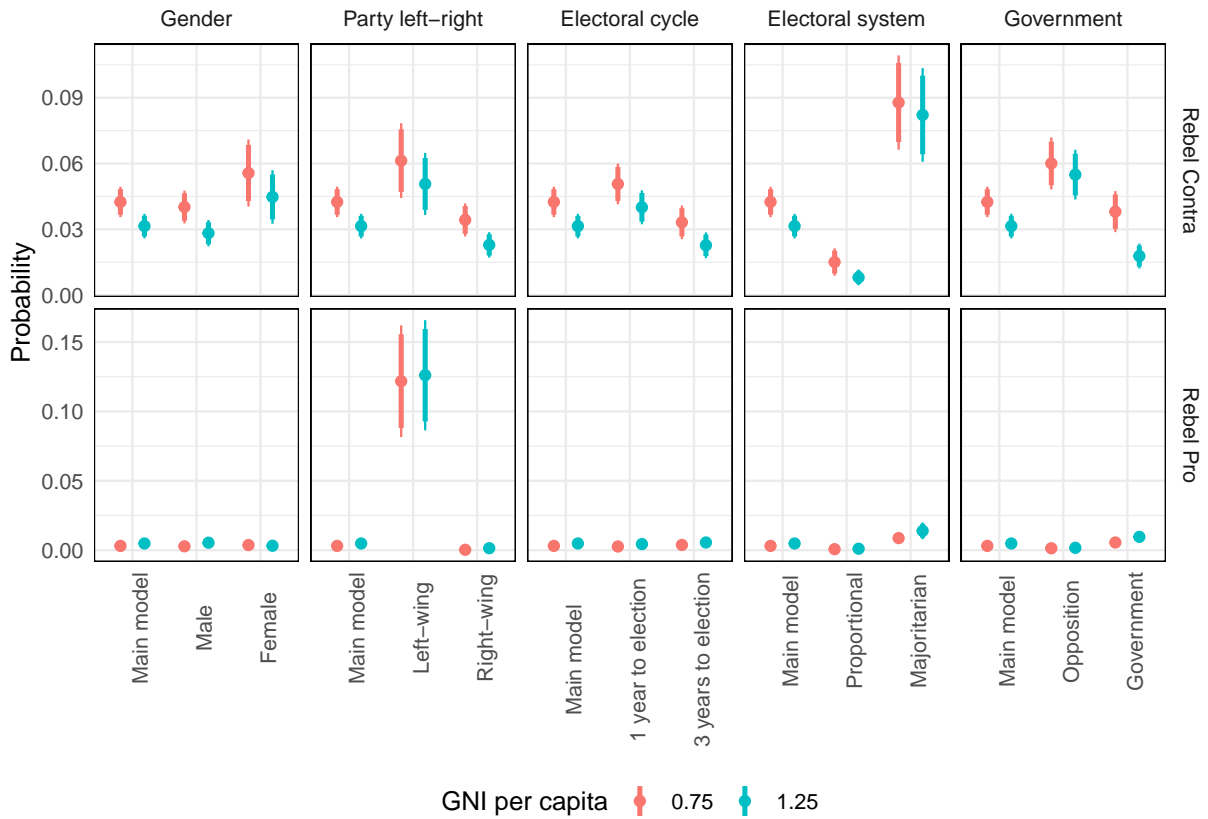 Gender
Party left−right
Electoral cycle
Electoral system
Government
Probability
0.09
0.06
0.03
0.00
Rebel Contra
0.15
0.10
0.05
0.00
Rebel Pro
Main model
Male
Female
Main model
Left−wing
Right−wing
Main model
1 year to election
3 years to election
Main model
Proportional
Majoritarian
Main model
Opposition
Government
GNI per capita 0.75 1.25